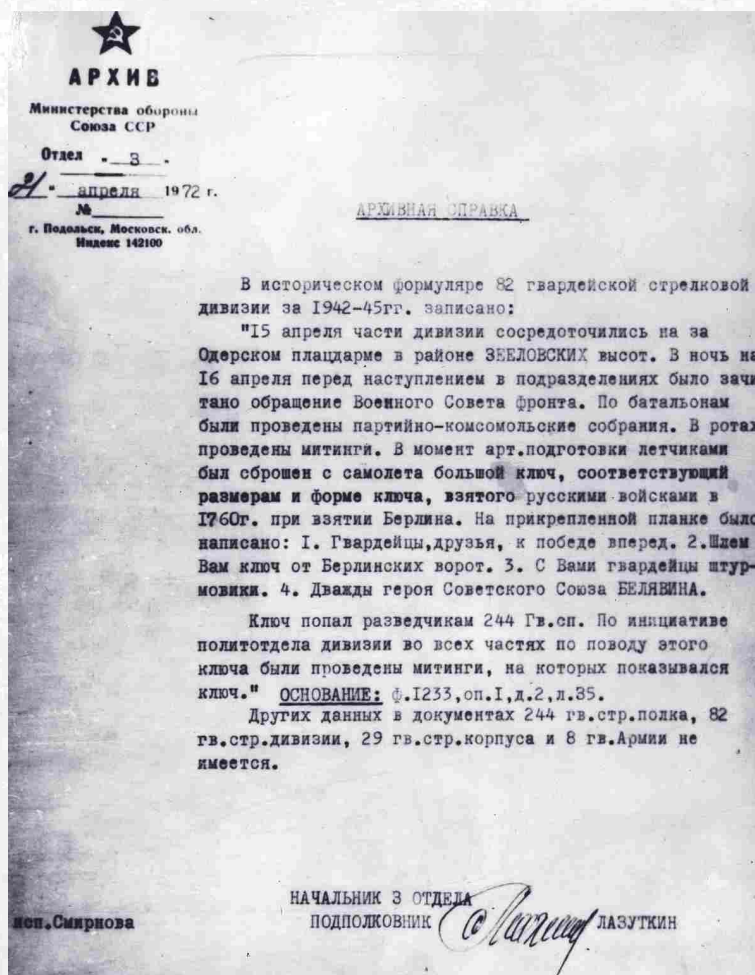 АРХИВ
Министерства обороны
Союза ССР
Отдел „ 3 „
21 " апреля 1972 г.
№
г. Подольск, Московск. обл.
Индекс 142100
АРХИВНАЯ СПРАВКА
В историческом формуляре 82 гвардейской стрелковой
дивизии за I942-45гг. записано:
"I5 апреля части дивизии сосредоточились на за
Одерском плацдарме в районе ЗЕЕЛОВСКИХ высот. В ночь на
I6 апреля перед наступлением в подразделениях было зачи
тано обращение Военного Совета фронта. По батальонам
были проведены партийно-комсомольские собрания. В ротах
проведены митинги. В момент арт.подготовки летчиками
был сброшен с самолета большой ключ, соответствующий
размерам и форме ключа, взятого русскими войсками в
I760г. при взятии Берлина. На прикрепленной планке было
написано: I. Гвардейцы,друзья, к победе вперед. 2.Шлем
Вам ключ от Берлинских ворот. 3. С Вами гвардейцы штур-
мовики. 4. Дважды героя Советского Союза БЕЛЯВИНА.
Ключ попал разведчикам 244 Гв.сп. По инициативе
политотдела дивизии во всех частях по поводу этого
ключа были проведены митинги, на которых показывался
ключ." ОСНОВАНИЕ: ф.I233,оп.I,д.2,л.35.
Других данных в документах 244 гв.стр.полка, 82
гв.стр.дивизии, 29 гв.стр.корпуса и 8 гв.Армии не
имеется.
НАЧАЛЬНИК 3 ОТДЕЛА
ПОДПОЛКОВНИК ЛАЗУТКИН
исп.Смирнова